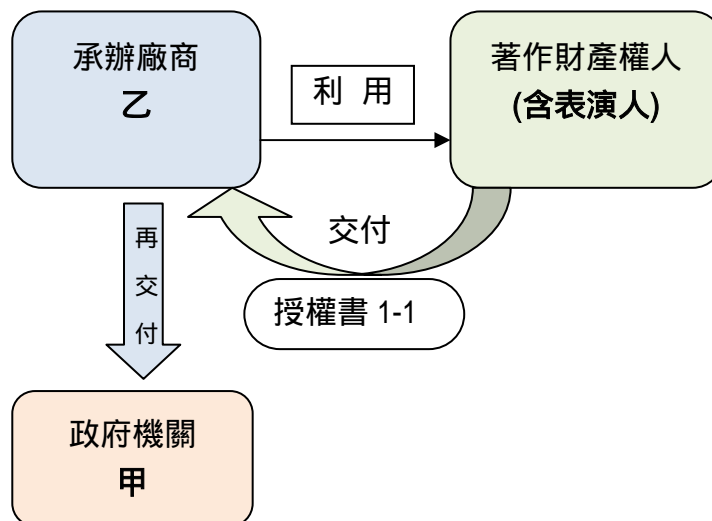 承辦廠商
乙
利 用
著作財產權人
(含表演人)
交付
授權書 1-1
再
交
付
政府機關
甲